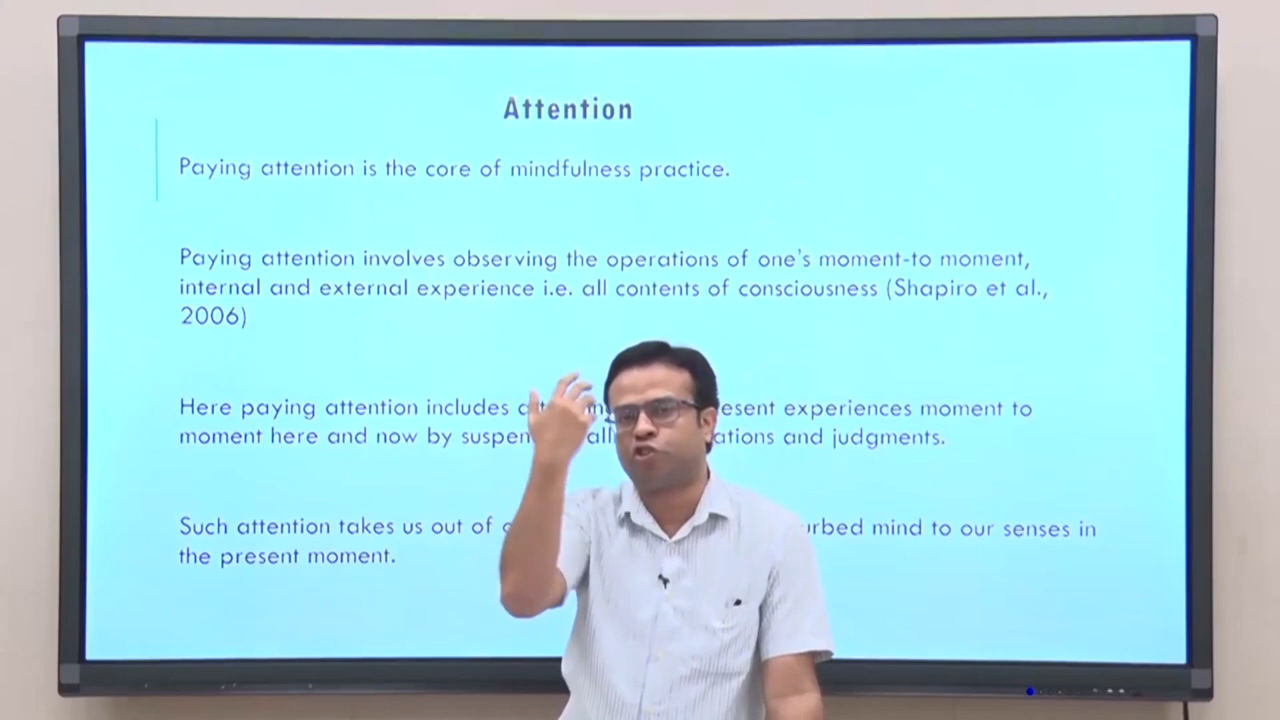 Attention
Paying attention is the core of mindfulness practice.
Paying attention involves observing the operations of one's moment-to moment,
internal and external experience i.e. all contents of consciousness (Shapiro et al.,
2006)
Here paying attention includes experiences moment to
moment here and now by all and judgments.
Such attention takes us out of mind to our senses in
the present moment.